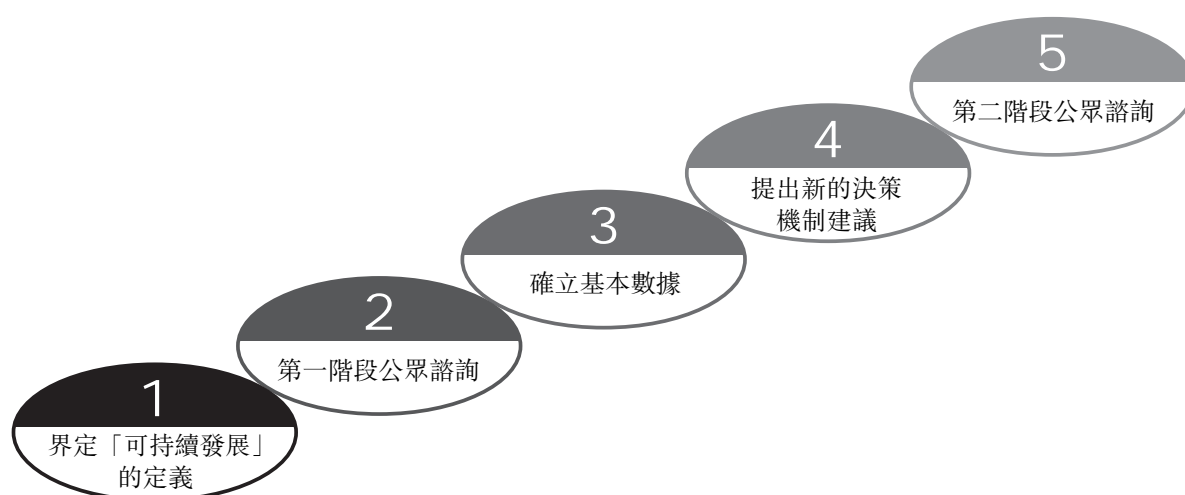 1
界定「可持續發展」
的定義
2
第一階段公眾諮詢
3
確立基本數據
4
提出新的決策
機制建議
5
第二階段公眾諮詢